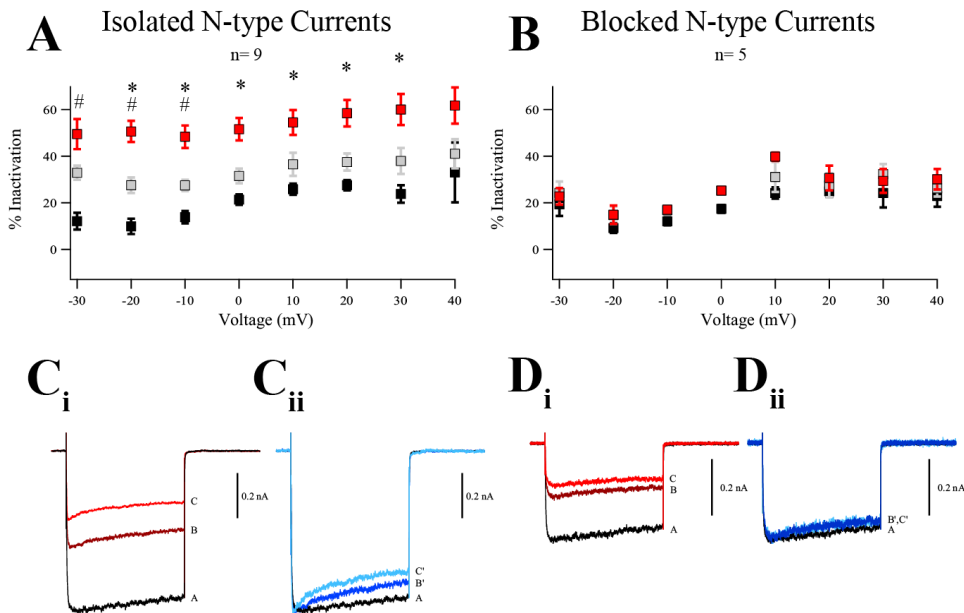 A Isolated N-type Currents
n= 9
* * * * * *
# # #
% Inactivation
60
40
20
0
-30 -20 -10 0 10 20 30 40
Voltage (mV)
B Blocked N-type Currents
n= 5
% Inactivation
60
40
20
0
-30 -20 -10 0 10 20 30 40
Voltage (mV)
Ci
0.2 nA
C
B
A
Cii
0.2 nA
C'
B'
A
Di
0.2 nA
C
B
A
Dii
0.2 nA
B',C'
A